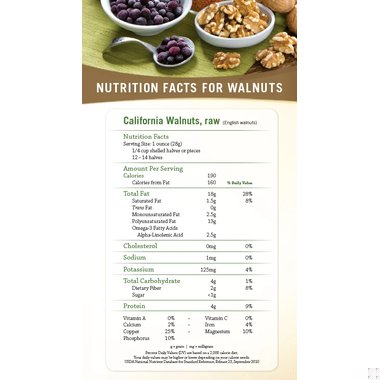 NUTRITION FACTS FOR WALNUTS
California Walnuts, raw (English walnuts)
Nutrition Facts
Serving Size: 1 ounce (28g)
1/4 cup shelled halves or pieces
12 – 14 halves
Amount Per Serving
Calories 190
Calories from Fat 160 % Daily Value
Total Fat 18g 28%
Saturated Fat 1.5g 8%
Trans Fat 0g
Monounsaturated Fat 2.5g
Polyunsaturated Fat 13g
Omega-3 Fatty Acids
Alpha-Linolenic Acid 2.5g
Cholesterol 0mg 0%
Sodium 1mg 0%
Potassium 125mg 4%
Total Carbohydrate 4g 1%
Dietary Fiber 2g 8%
Sugar <1g
Protein 4g 9%
Vitamin A 0% - Vitamin C 0%
Calcium 2% - Iron 4%
Copper 25% - Magnesium 10%
Phosphorus 10%
g = gram | mg = milligram
Percents Daily Values (DV) are based on a 2,000 calorie diet.
Your daily values may be higher or lower depending on your calorie needs.
USDA National Nutrient Database for Standard Reference, Release 23, September 2010